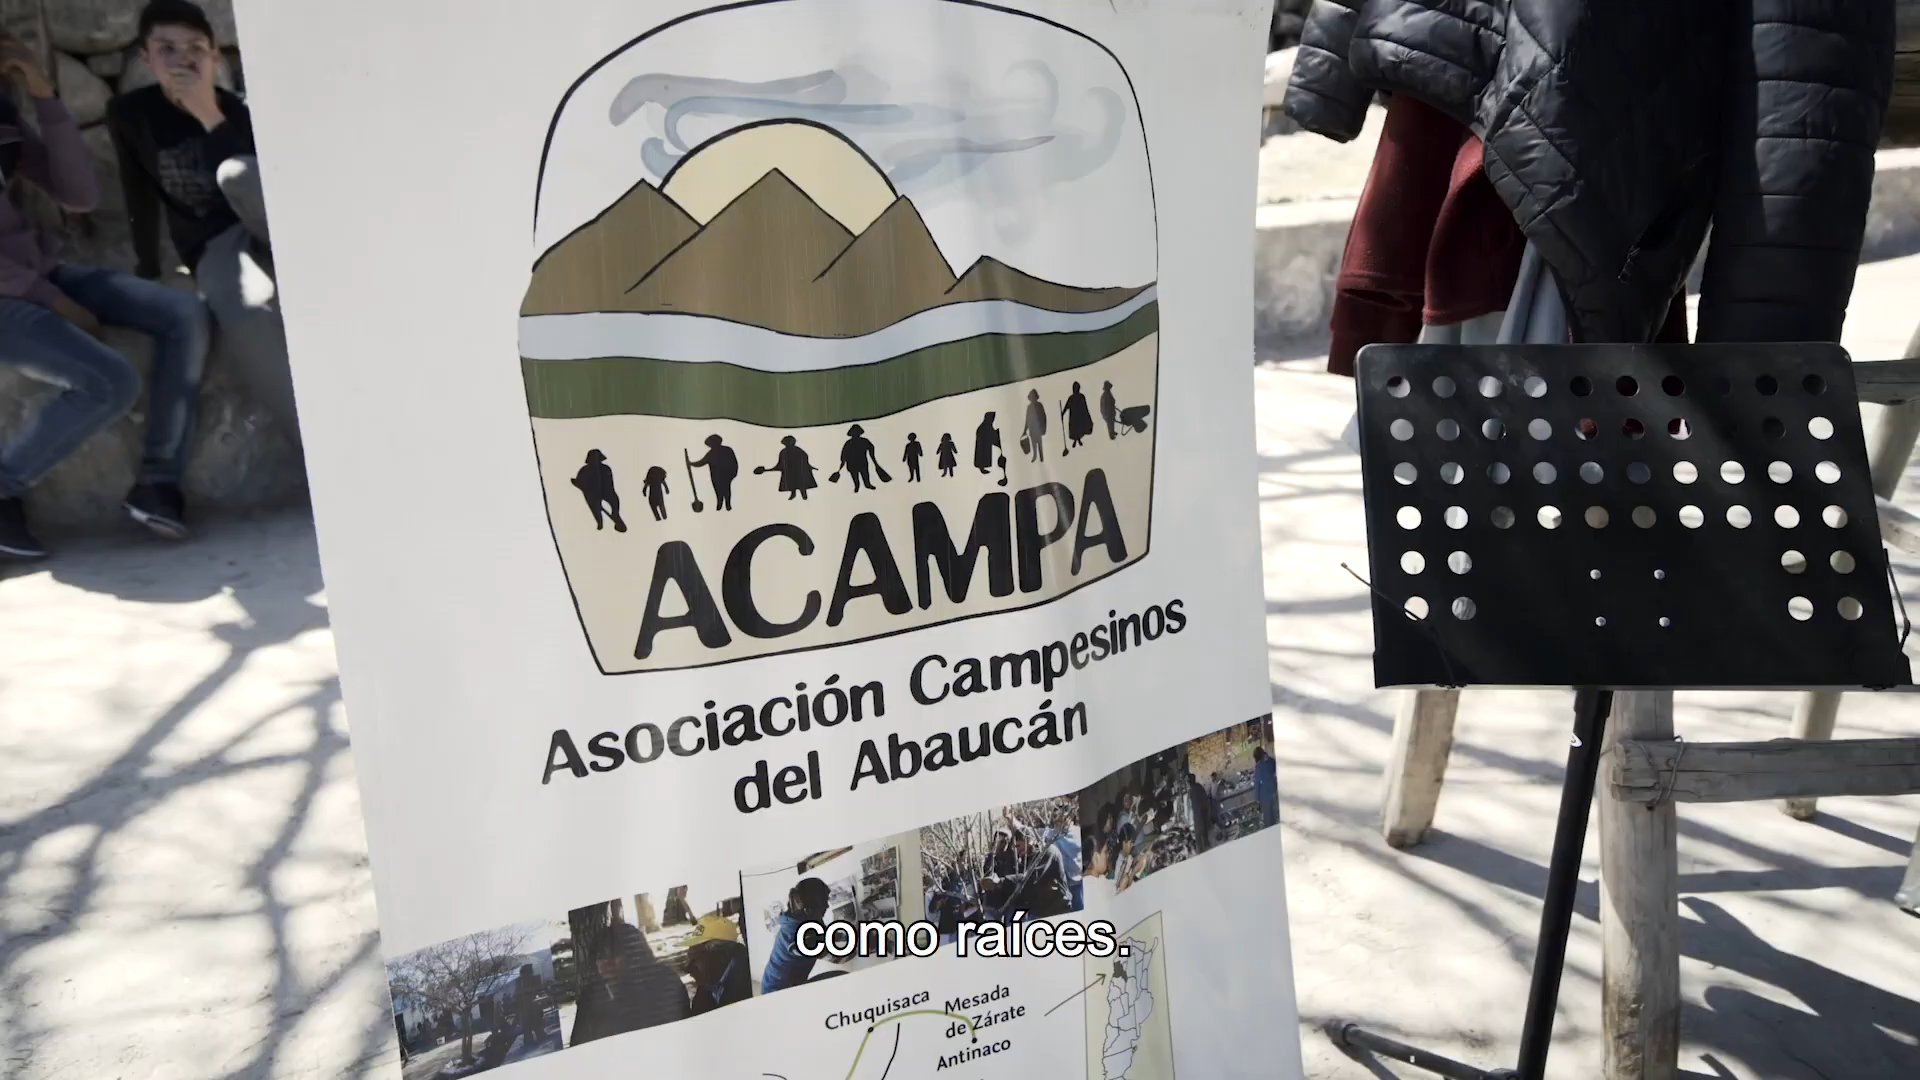 ACAMPA
Asociación Campesinos
del Abaucán
como raíces.
Chuquisaca
Mesada
de Zárate
Antinaco